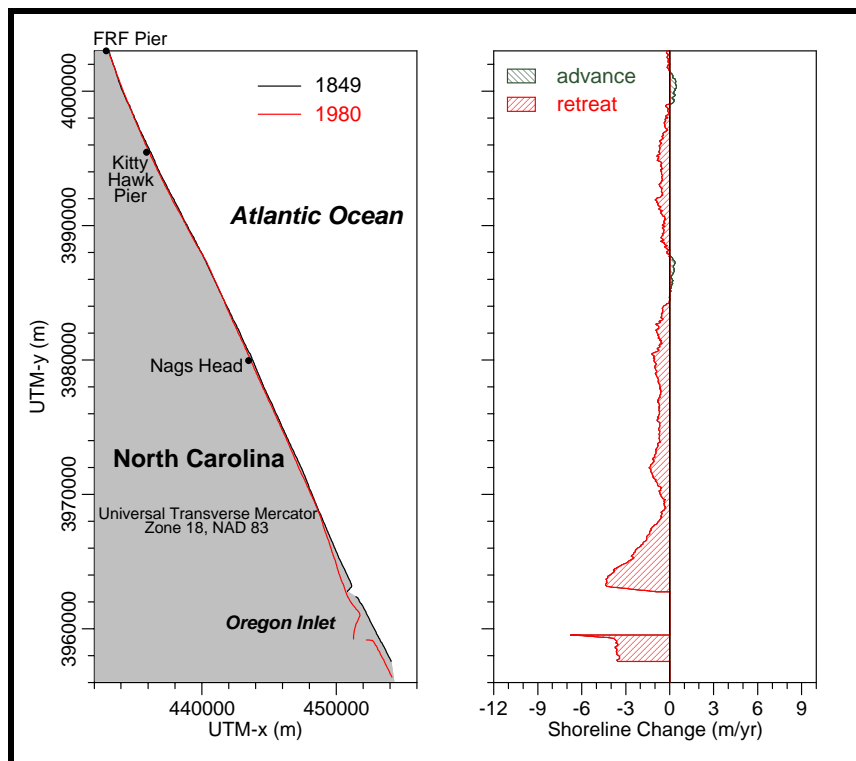 FRF Pier
1849
1980
Kitty
Hawk
Pier
Atlantic Ocean
Nags Head
North Carolina
Universal Transverse Mercator
Zone 18, NAD 83
Oregon Inlet
UTM-y (m)
4000000
3990000
3980000
3970000
3960000
440000
450000
UTM-x (m)
advance
retreat
-12
-9
-6
-3
0
3
6
9
Shoreline Change (m/yr)